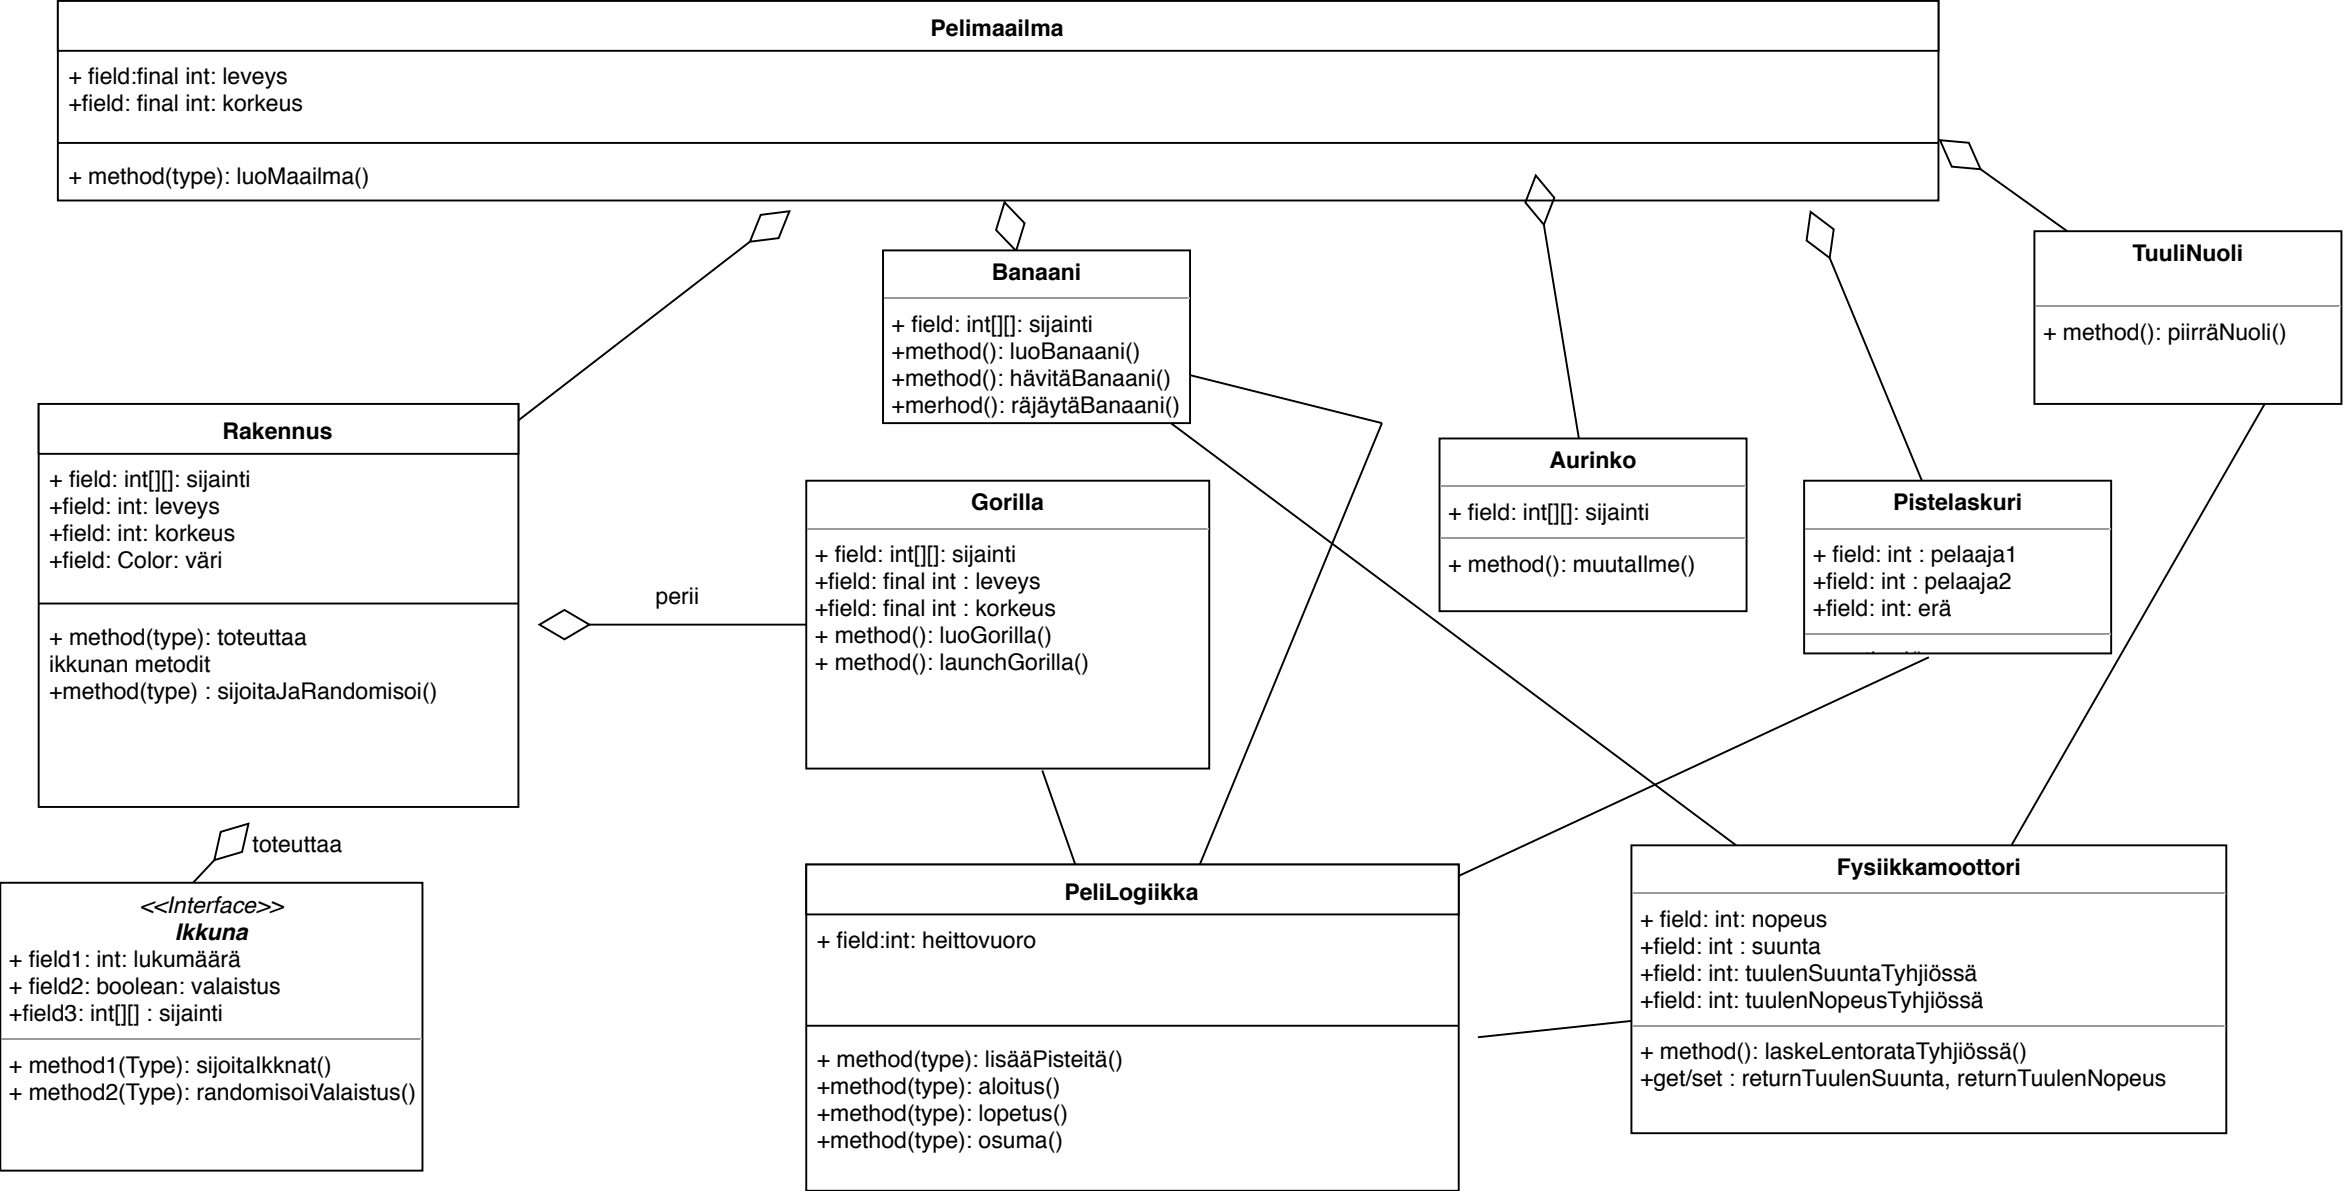 Pelimaailma
+ field:final int: leveys
+field: final int: korkeus
+ method(type): luoMaailma()
TuuliNuoli
+ method(): piirräNuoli()
Banaani
+ field: int[][]: sijainti
+method(): luoBanaani()
+method(): hävitäBanaani()
+merhod(): räjäytäBanaani()
Rakennus
+ field: int[][]: sijainti
+field: int: leveys
+field: int: korkeus
+field: Color: väri
+ method(type): toteuttaa
ikkunan metodit
+method(type) : sijoitaJaRandomisoi()
perii
Gorilla
+ field: int[][]: sijainti
+field: final int : leveys
+field: final int : korkeus
+ method(): luoGorilla()
+ method(): launchGorilla()
Aurinko
+ field: int[][]: sijainti
+ method(): muutaIlme()
Pistelaskuri
+ field: int : pelaaja1
+field: int : pelaaja2
+field: int: erä
toteuttaa
<<Interface>>
Ikkuna
+ field1: int: lukumäärä
+ field2: boolean: valaistus
+field3: int[][] : sijainti
+ method1(Type): sijoitaIkknat()
+ method2(Type): randomisoiValaistus()
PeliLogiikka
+ field:int: heittovuoro
+ method(type): lisääPisteitä()
+method(type): aloitus()
+method(type): lopetus()
+method(type): osuma()
Fysiikkamoottori
+ field: int: nopeus
+field: int : suunta
+field: int: tuulenSuuntaTyhjiössä
+field: int: tuulenNopeusTyhjiössä
+ method(): laskeLentorataTyhjiössä()
+get/set : returnTuulenSuunta, returnTuulenNopeus